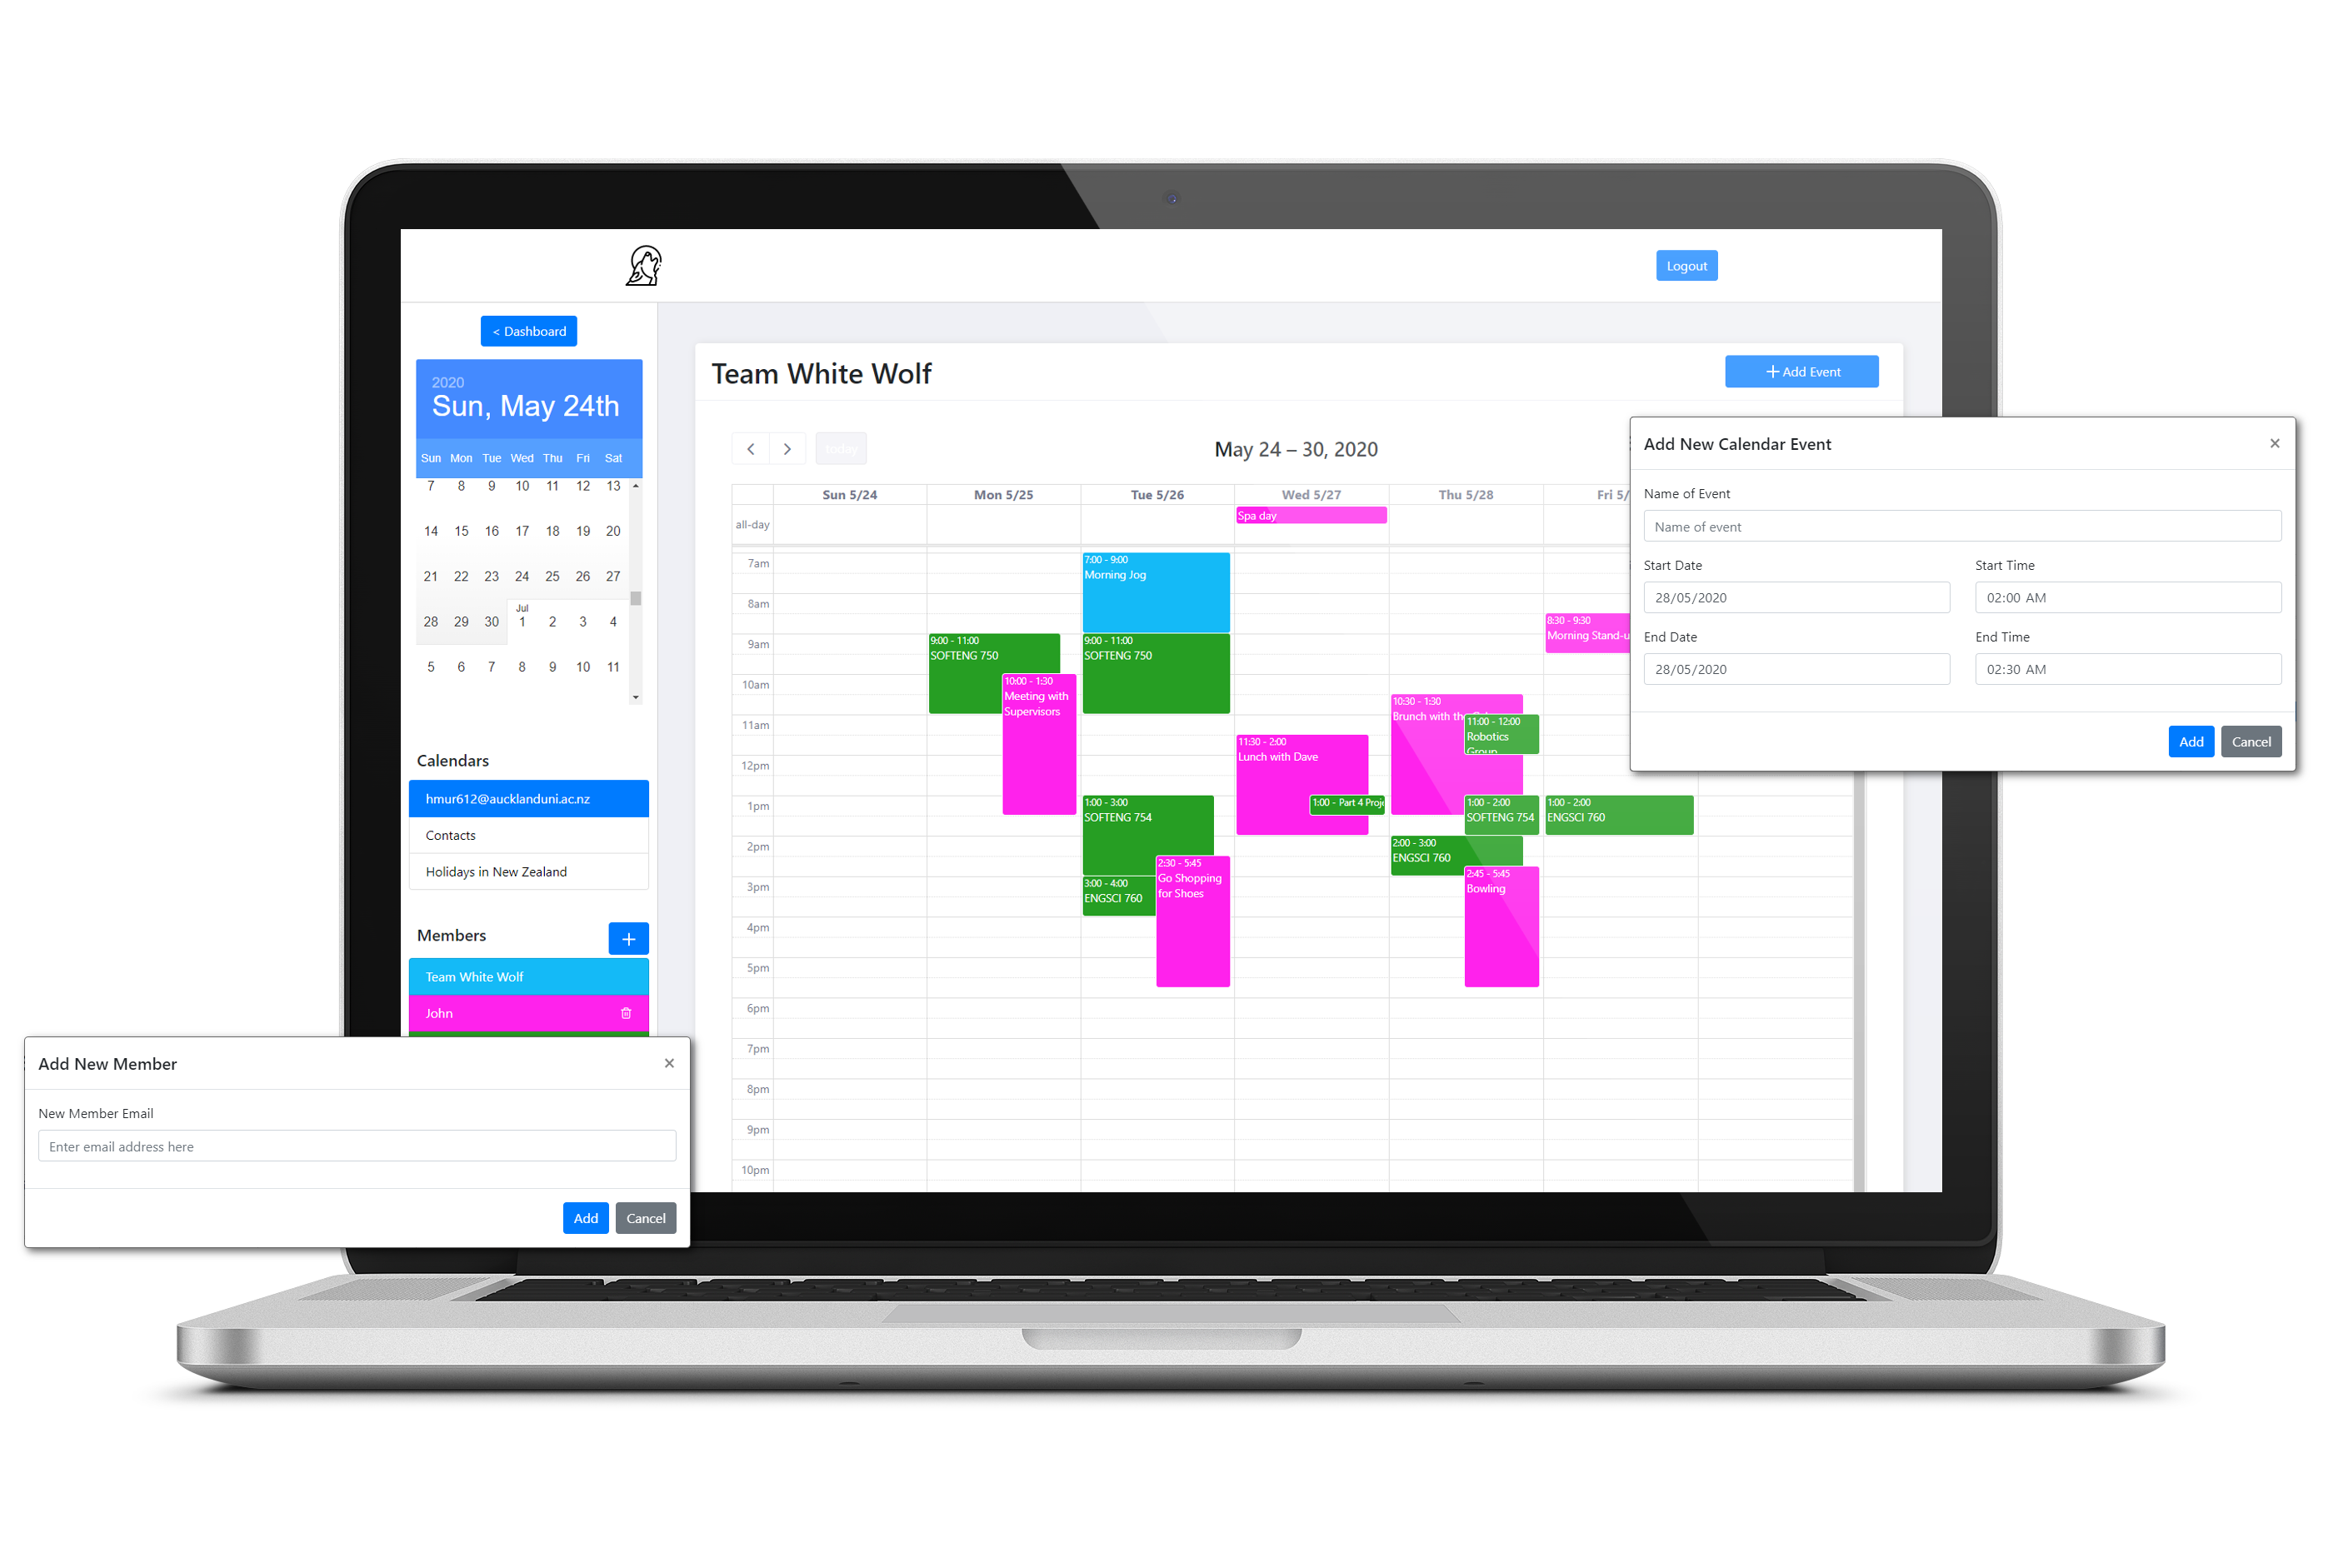 Logout
< Dashboard
2020
Sun, May 24th
Sun Mon Tue Wed Thu Fri Sat
7 8 9 10 11 12 13
14 15 16 17 18 19 20
21 22 23 24 25 26 27
Jul
28 29 30 1 2 3 4
5 6 7 8 9 10 11
Calendars
hmur612@aucklanduni.ac.nz
Contacts
Holidays in New Zealand
Members
+
Team White Wolf
John
Team White Wolf
+ Add Event
< >
today
May 24 – 30, 2020
Sun 5/24 Mon 5/25 Tue 5/26 Wed 5/27 Thu 5/28 Fri 5/
all-day
Spa day
7am
8am
9am
10am
11am
12pm
1pm
2pm
3pm
4pm
5pm
6pm
7pm
8pm
9pm
10pm
9:00 - 11:00
SOFTENG 750
10:00 - 1:30
Meeting with
Supervisors
7:00 - 9:00
Morning Jog
9:00 - 11:00
SOFTENG 750
1:00 - 3:00
SOFTENG 754
2:30 - 5:45
Go Shopping
for Shoes
3:00 - 4:00
ENGSCI 760
11:30 - 2:00
Lunch with Dave
1:00 - Part 4 Proj
10:30 - 1:30
Brunch with th
11:00 - 12:00
Robotics
Group
1:00 - 2:00
SOFTENG 754
2:00 - 3:00
ENGSCI 760
2:45 - 5:45
Bowling
8:30 - 9:30
Morning Stand-u
1:00 - 2:00
ENGSCI 760
Add New Calendar Event
×
Name of Event
Name of event
Start Date Start Time
28/05/2020 02:00 AM
End Date End Time
28/05/2020 02:30 AM
Add Cancel
Add New Member
×
New Member Email
Enter email address here
Add Cancel